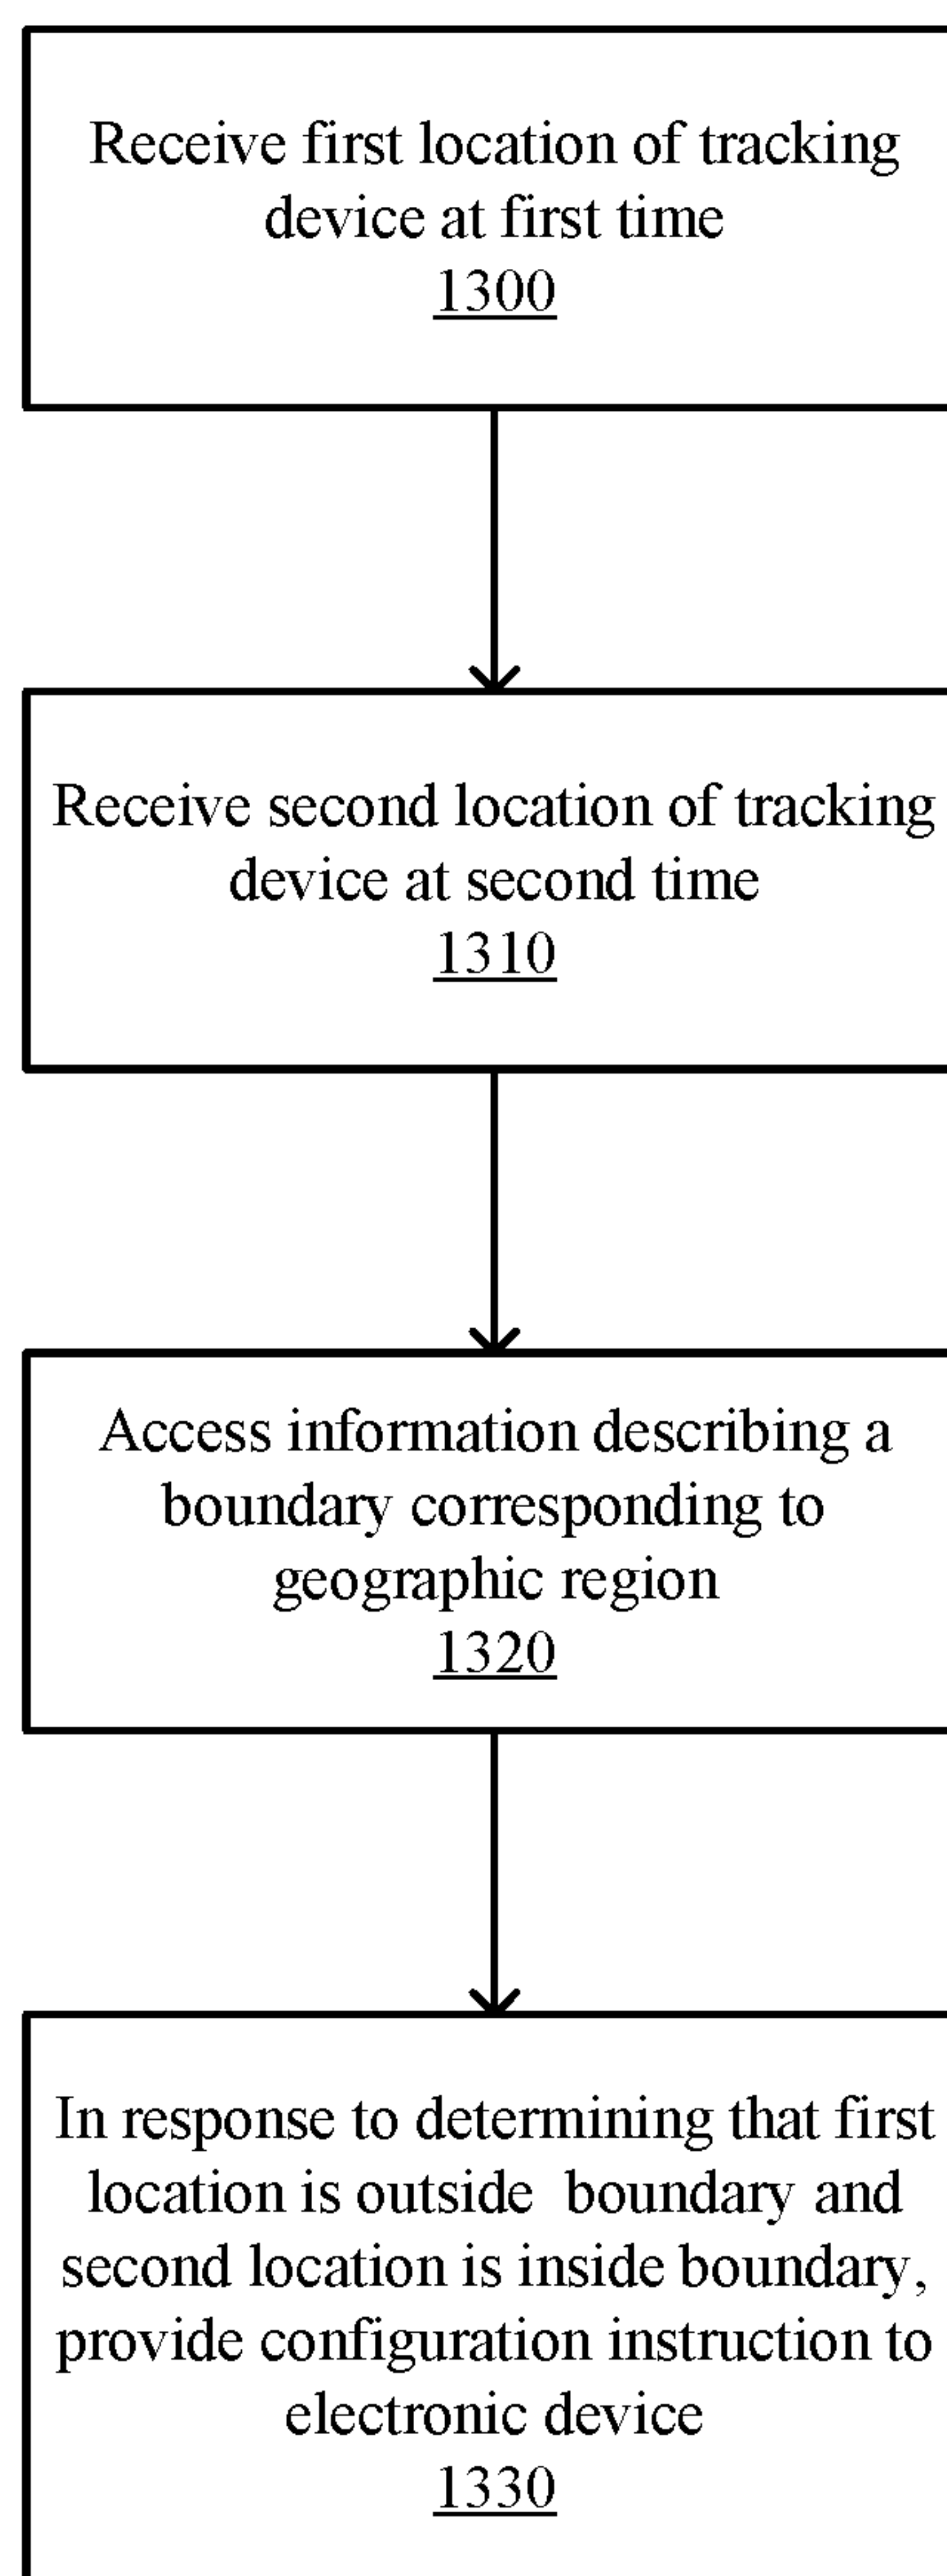 Receive first location of tracking
device at first time
1300
Receive second location of tracking
device at second time
1310
Access information describing a
boundary corresponding to
geographic region
1320
In response to determining that first
location is outside boundary and
second location is inside boundary,
provide configuration instruction to
electronic device
1330